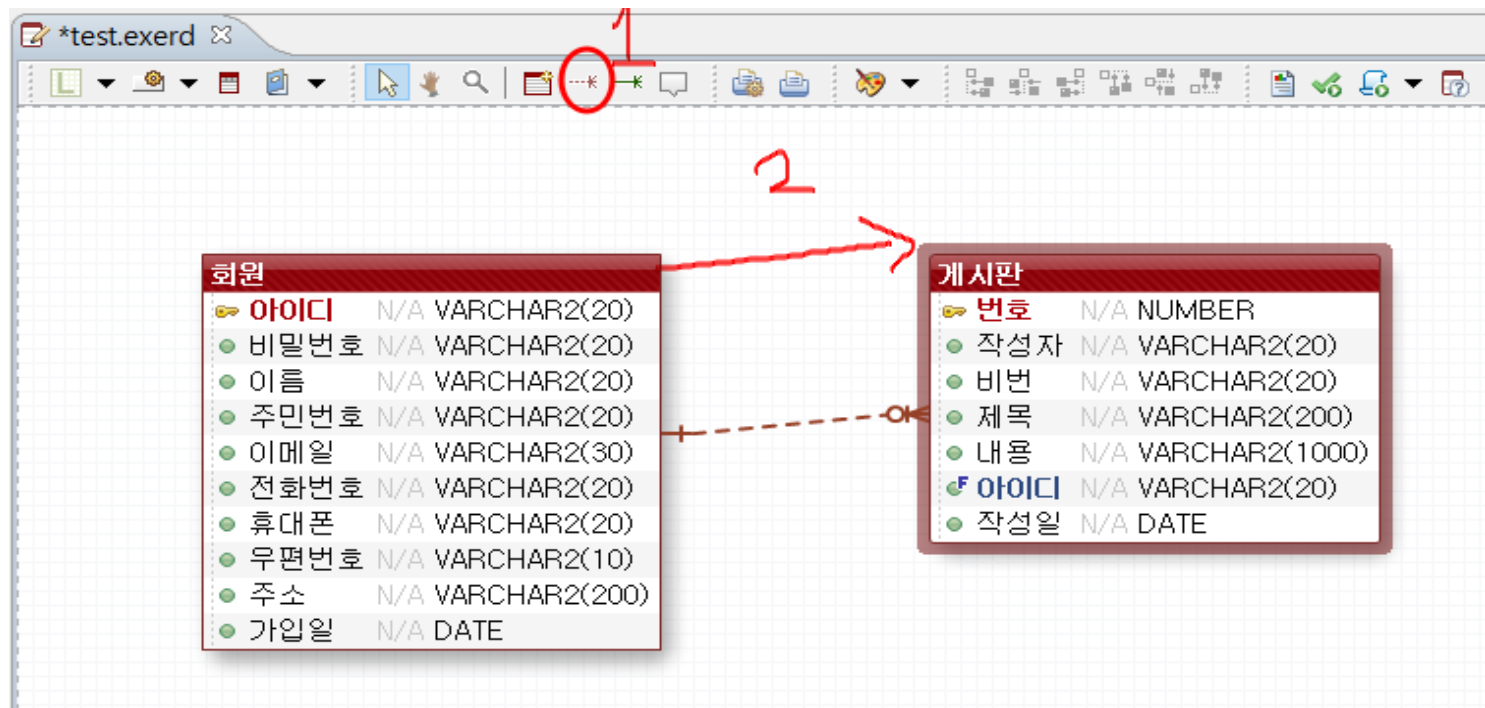 *test.exerd
1
2
회원
아이디 N/A VARCHAR2(20)
비밀번호 N/A VARCHAR2(20)
이름 N/A VARCHAR2(20)
주민번호 N/A VARCHAR2(20)
이메일 N/A VARCHAR2(30)
전화번호 N/A VARCHAR2(20)
휴대폰 N/A VARCHAR2(20)
우편번호 N/A VARCHAR2(10)
주소 N/A VARCHAR2(200)
가입일 N/A DATE
게시판
번호 N/A NUMBER
작성자 N/A VARCHAR2(20)
비번 N/A VARCHAR2(20)
제목 N/A VARCHAR2(200)
내용 N/A VARCHAR2(1000)
F 아이디 N/A VARCHAR2(20)
작성일 N/A DATE